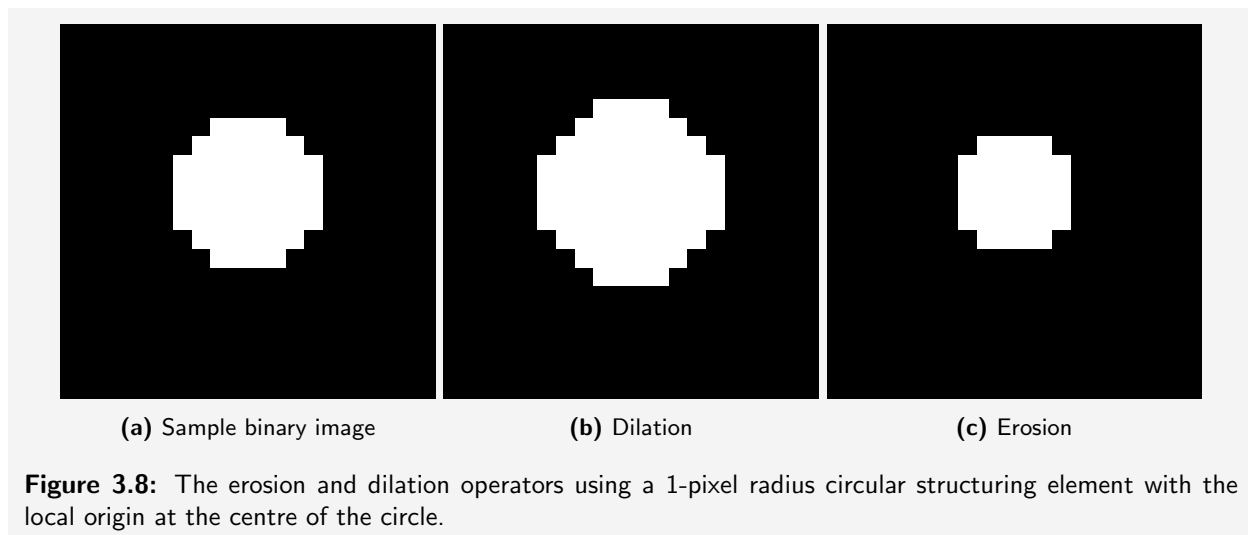 (a) Sample binary image
(b) Dilation
(c) Erosion
Figure 3.8: The erosion and dilation operators using a 1-pixel radius circular structuring element with the
local origin at the centre of the circle.